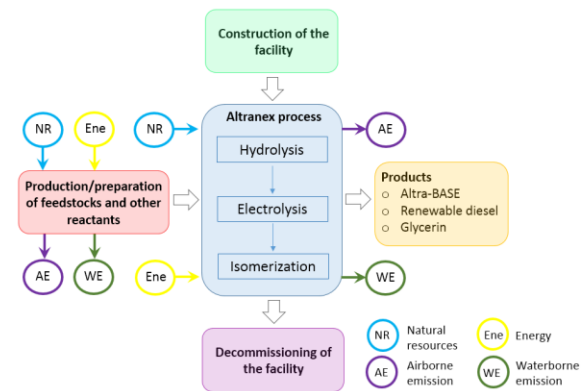 Construction of the
facility
NR
Ene
NR
Altranex process
AE
Hydrolysis
Production/preparation
of feedstocks and other
reactants
Electrolysis
Products
○ Altra-BASE
○ Renewable diesel
○ Glycerin
AE
WE
Ene
Isomerization
WE
Decommissioning of
the facility
NR
Natural
resources
Ene
Energy
AE
Airborne
emission
WE
Waterborne
emission